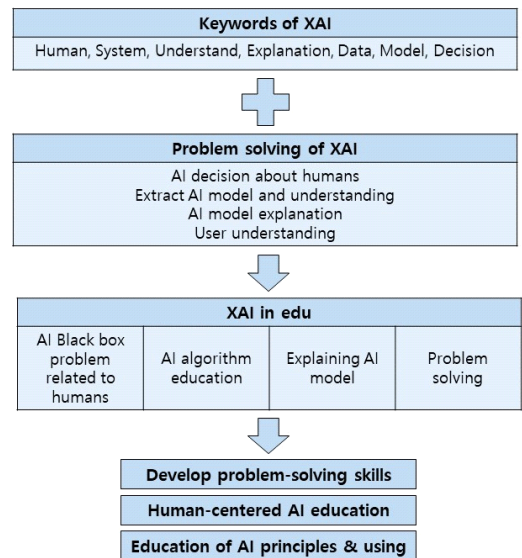 Keywords of XAI
Human, System, Understand, Explanation, Data, Model, Decision
Problem solving of XAI
AI decision about humans
Extract AI model and understanding
AI model explanation
User understanding
XAI in edu
AI Black box
problem
related to
humans
AI algorithm
education
Explaining AI
model
Problem
solving
Develop problem-solving skills
Human-centered AI education
Education of AI principles & using